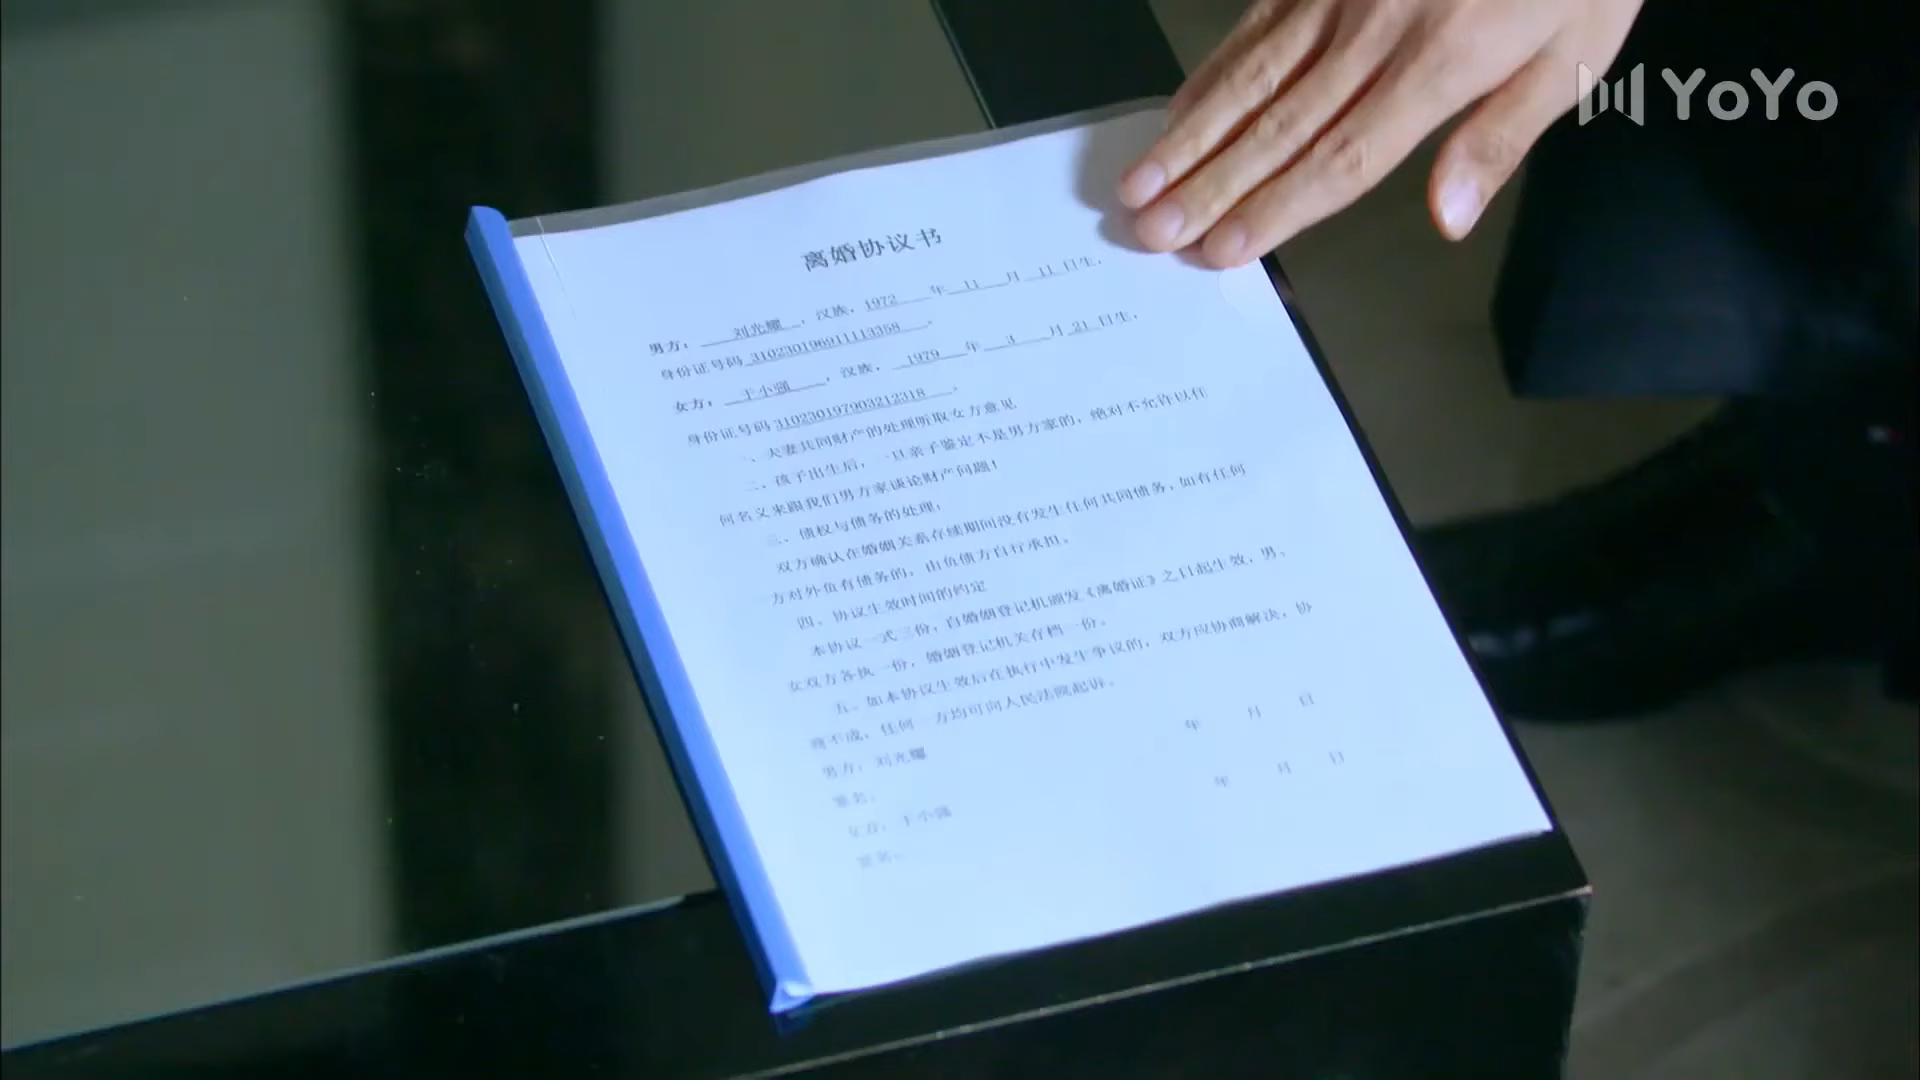 YoYo
离婚协议书
男方：刘光耀，汉族，1972年11月11日生，
身份证号码310230196911113358。
女方：于小强，汉族，1979年3月21日生，
身份证号码310230197903212318。
一、夫妻共同财产的处理听取女方意见
二、孩子出生后，一旦亲子鉴定不是男方家的，绝对不允许以任
何名义来跟我们男方家谈论财产问题！
三、债权与债务的处理：
双方确认在婚姻关系存续期间没有发生任何共同债务，如有任何
方对外负有债务的，由负债方自行承担。
四、协议生效时间的约定
本协议一式三份，自婚姻登记机颁发《离婚证》之日起生效，男、
女双方各执一份，婚姻登记机关存档一份。
五、如本协议生效后在执行中发生争议的，双方应协商解决，协
商不成，任何一方均可向人民法院起诉。
男方：刘光耀 年 月 日
签名：
女方：于小强 年 月 日
签名：